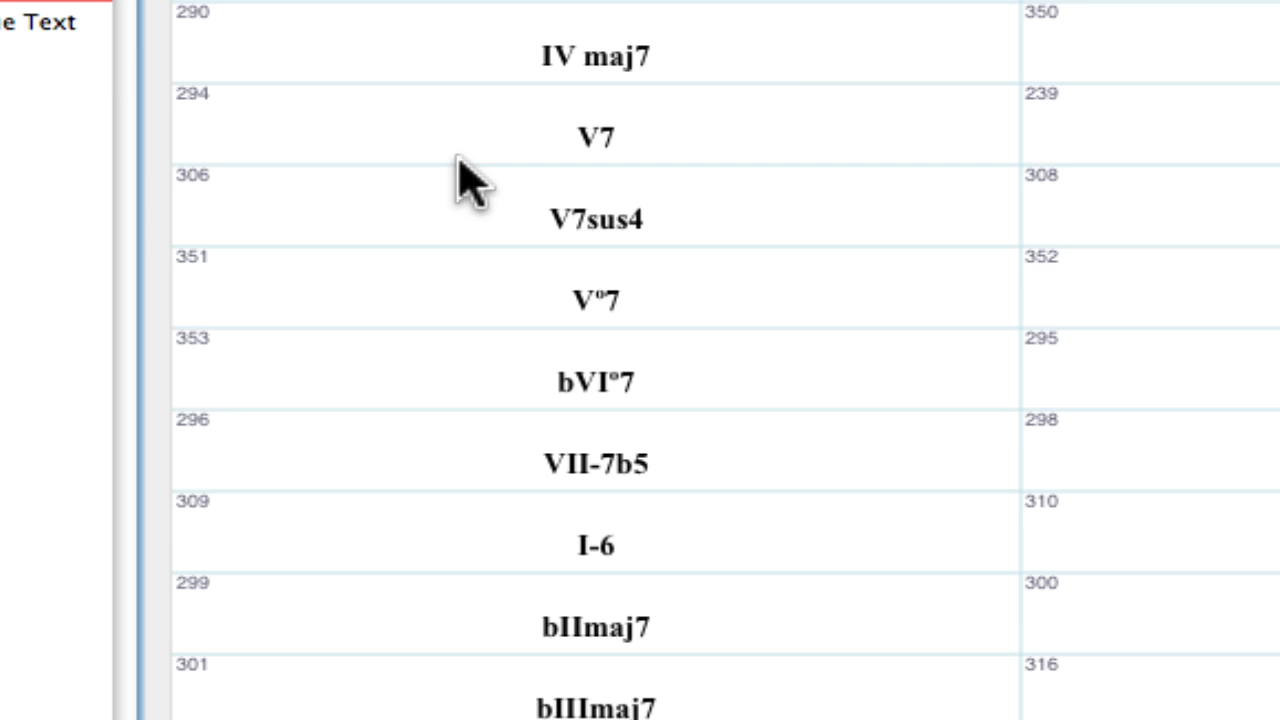 e Text
290 350
IV maj7
294 239
V7
306 308
V7sus4
351 352
Vº7
353 295
bVIº7
296 298
VII-7b5
309 310
I-6
299 300
bIImaj7
301 316
bIIImaj7